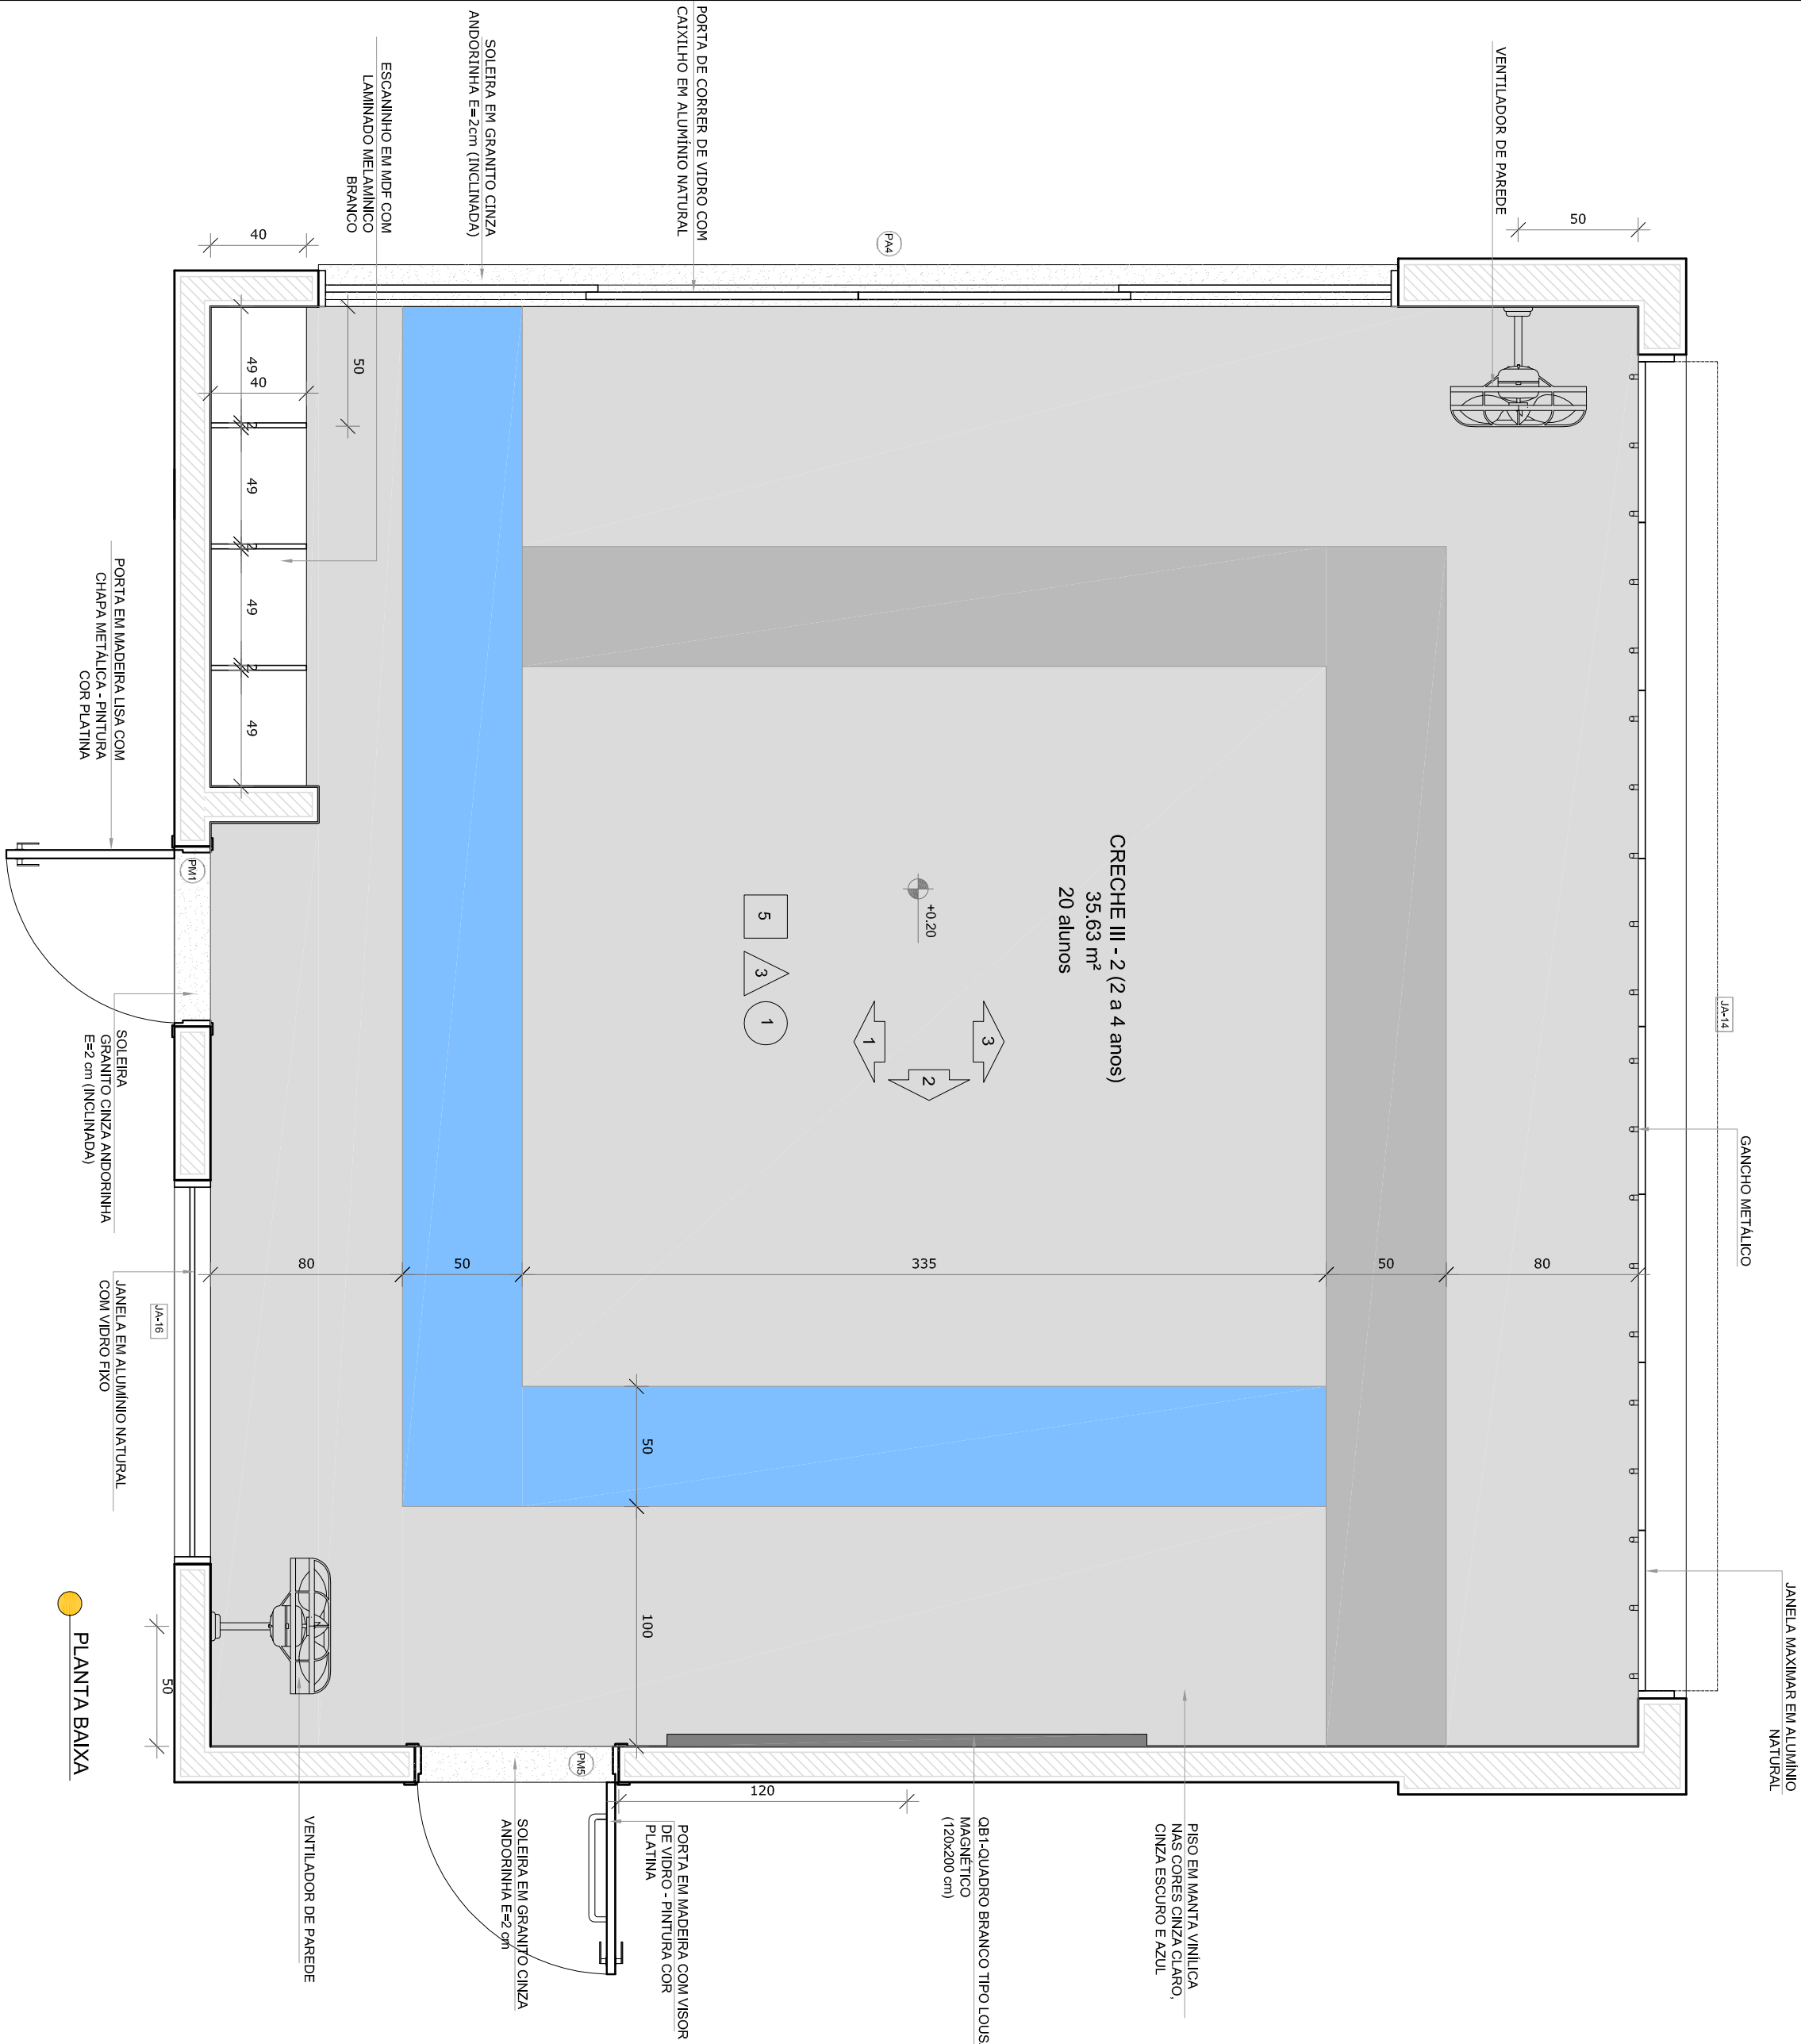 JANELA MAXIMAR EM ALUMÍNIO
NATURAL
GANCHO METÁLICO
JA-14
VENTILADOR DE PAREDE
50
PISO EM MANTA VINÍLICA
NAS CORES CINZA CLARO,
CINZA ESCURO E AZUL
CRECHE III - 2 (2 a 4 anos)
35.63 m²
20 alunos
3
2
1
+0.20
5
3
1
QB1-QUADRO BRANCO TIPO LOUS
MAGNÉTICO
(120x200 cm)
PA4
PORTA DE CORRER DE VIDRO COM
CAIXILHO EM ALUMÍNIO NATURAL
80
50
335
50
80
50
100
120
PORTA EM MADEIRA COM VISOR
DE VIDRO - PINTURA COR
PLATINA
PM5
SOLEIRA EM GRANITO CINZA
ANDORINHA E=2cm (INCLINADA)
SOLEIRA EM GRANITO CINZA
ANDORINHA E=2 cm
ESCANINHO EM MDF COM
LAMINADO MELAMÍNICO
BRANCO
50
40
40
49
2
49
2
49
2
49
VENTILADOR DE PAREDE
PM1
50
JA-16
PORTA EM MADEIRA LISA COM
CHAPA METÁLICA - PINTURA
COR PLATINA
SOLEIRA
GRANITO CINZA ANDORINHA
E=2 cm (INCLINADA)
JANELA EM ALUMÍNIO NATURAL
COM VIDRO FIXO
PLANTA BAIXA